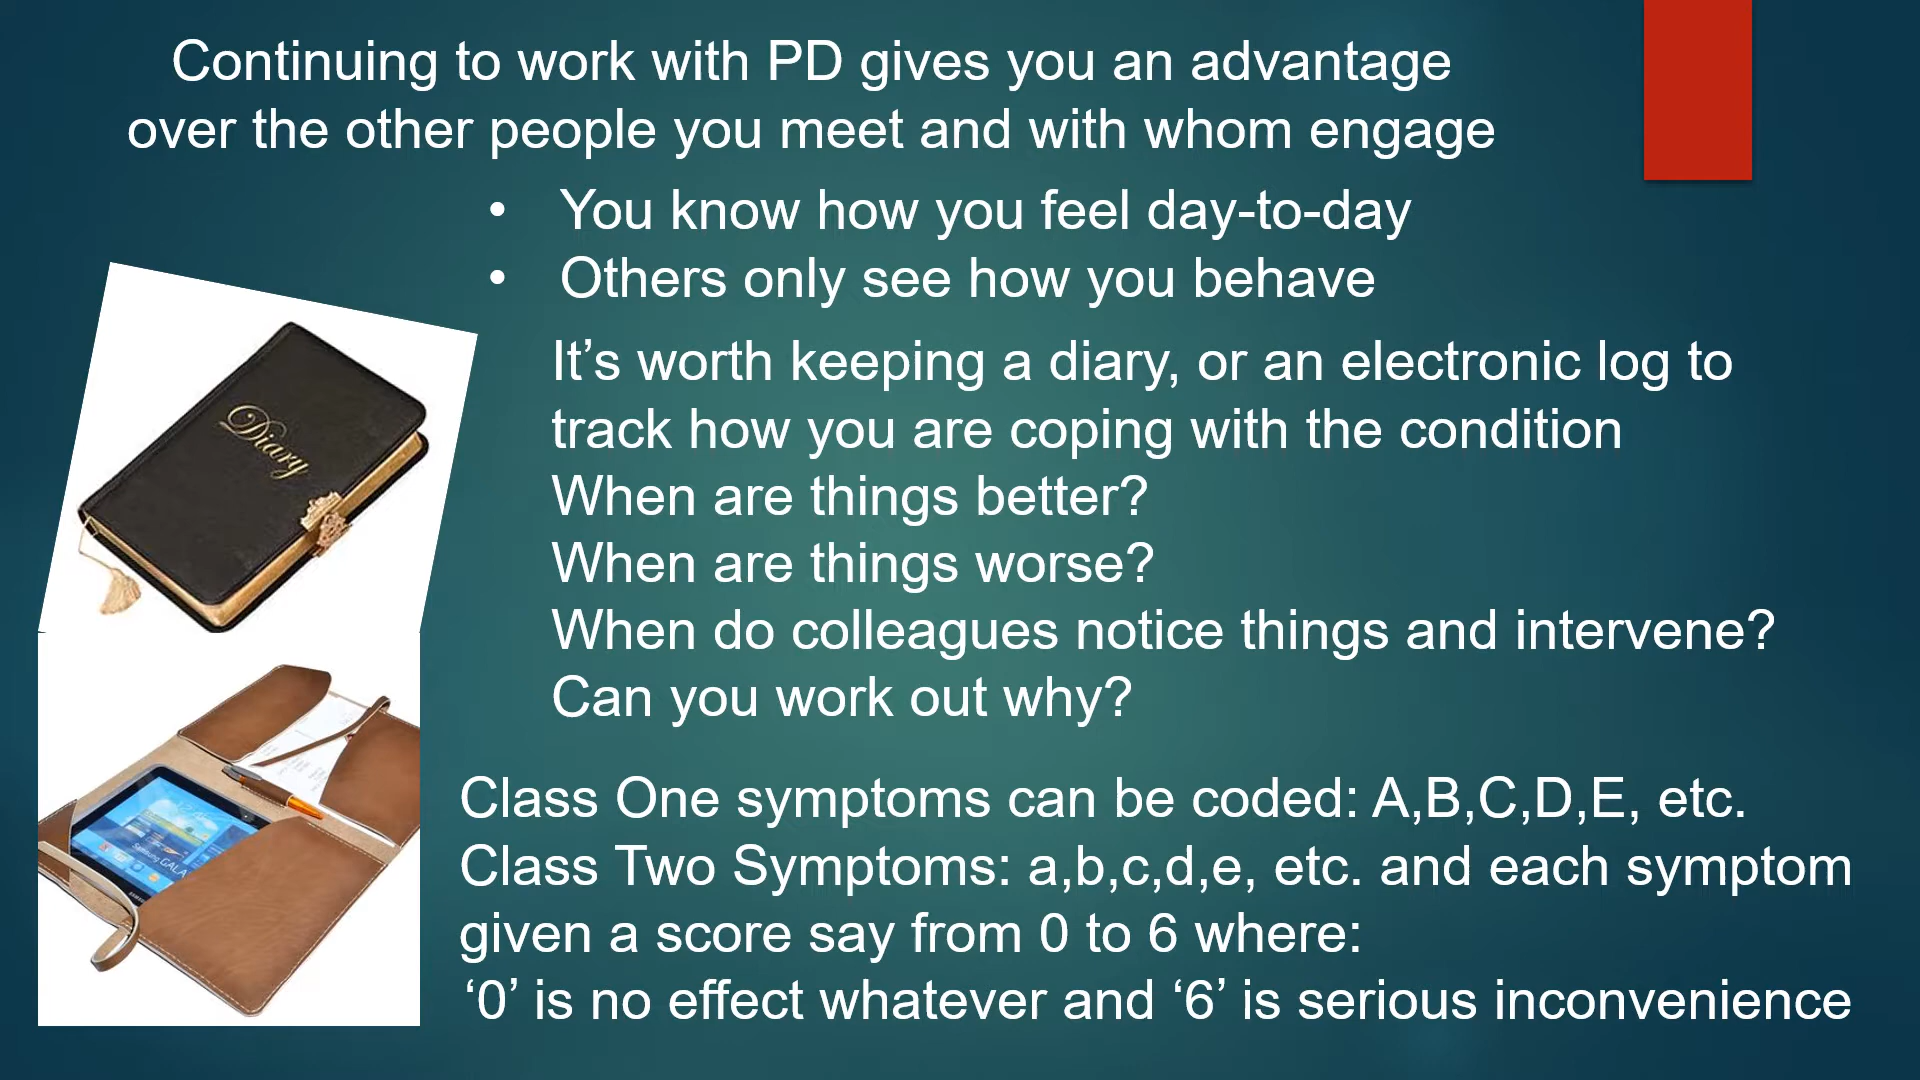 Continuing to work with PD gives you an advantage
over the other people you meet and with whom engage
• You know how you feel day-to-day
• Others only see how you behave
It’s worth keeping a diary, or an electronic log to
track how you are coping with the condition
When are things better?
When are things worse?
When do colleagues notice things and intervene?
Can you work out why?
Class One symptoms can be coded: A,B,C,D,E, etc.
Class Two Symptoms: a,b,c,d,e, etc. and each symptom
given a score say from 0 to 6 where:
‘0’ is no effect whatever and ‘6’ is serious inconvenience
Diary
Samsung GALA